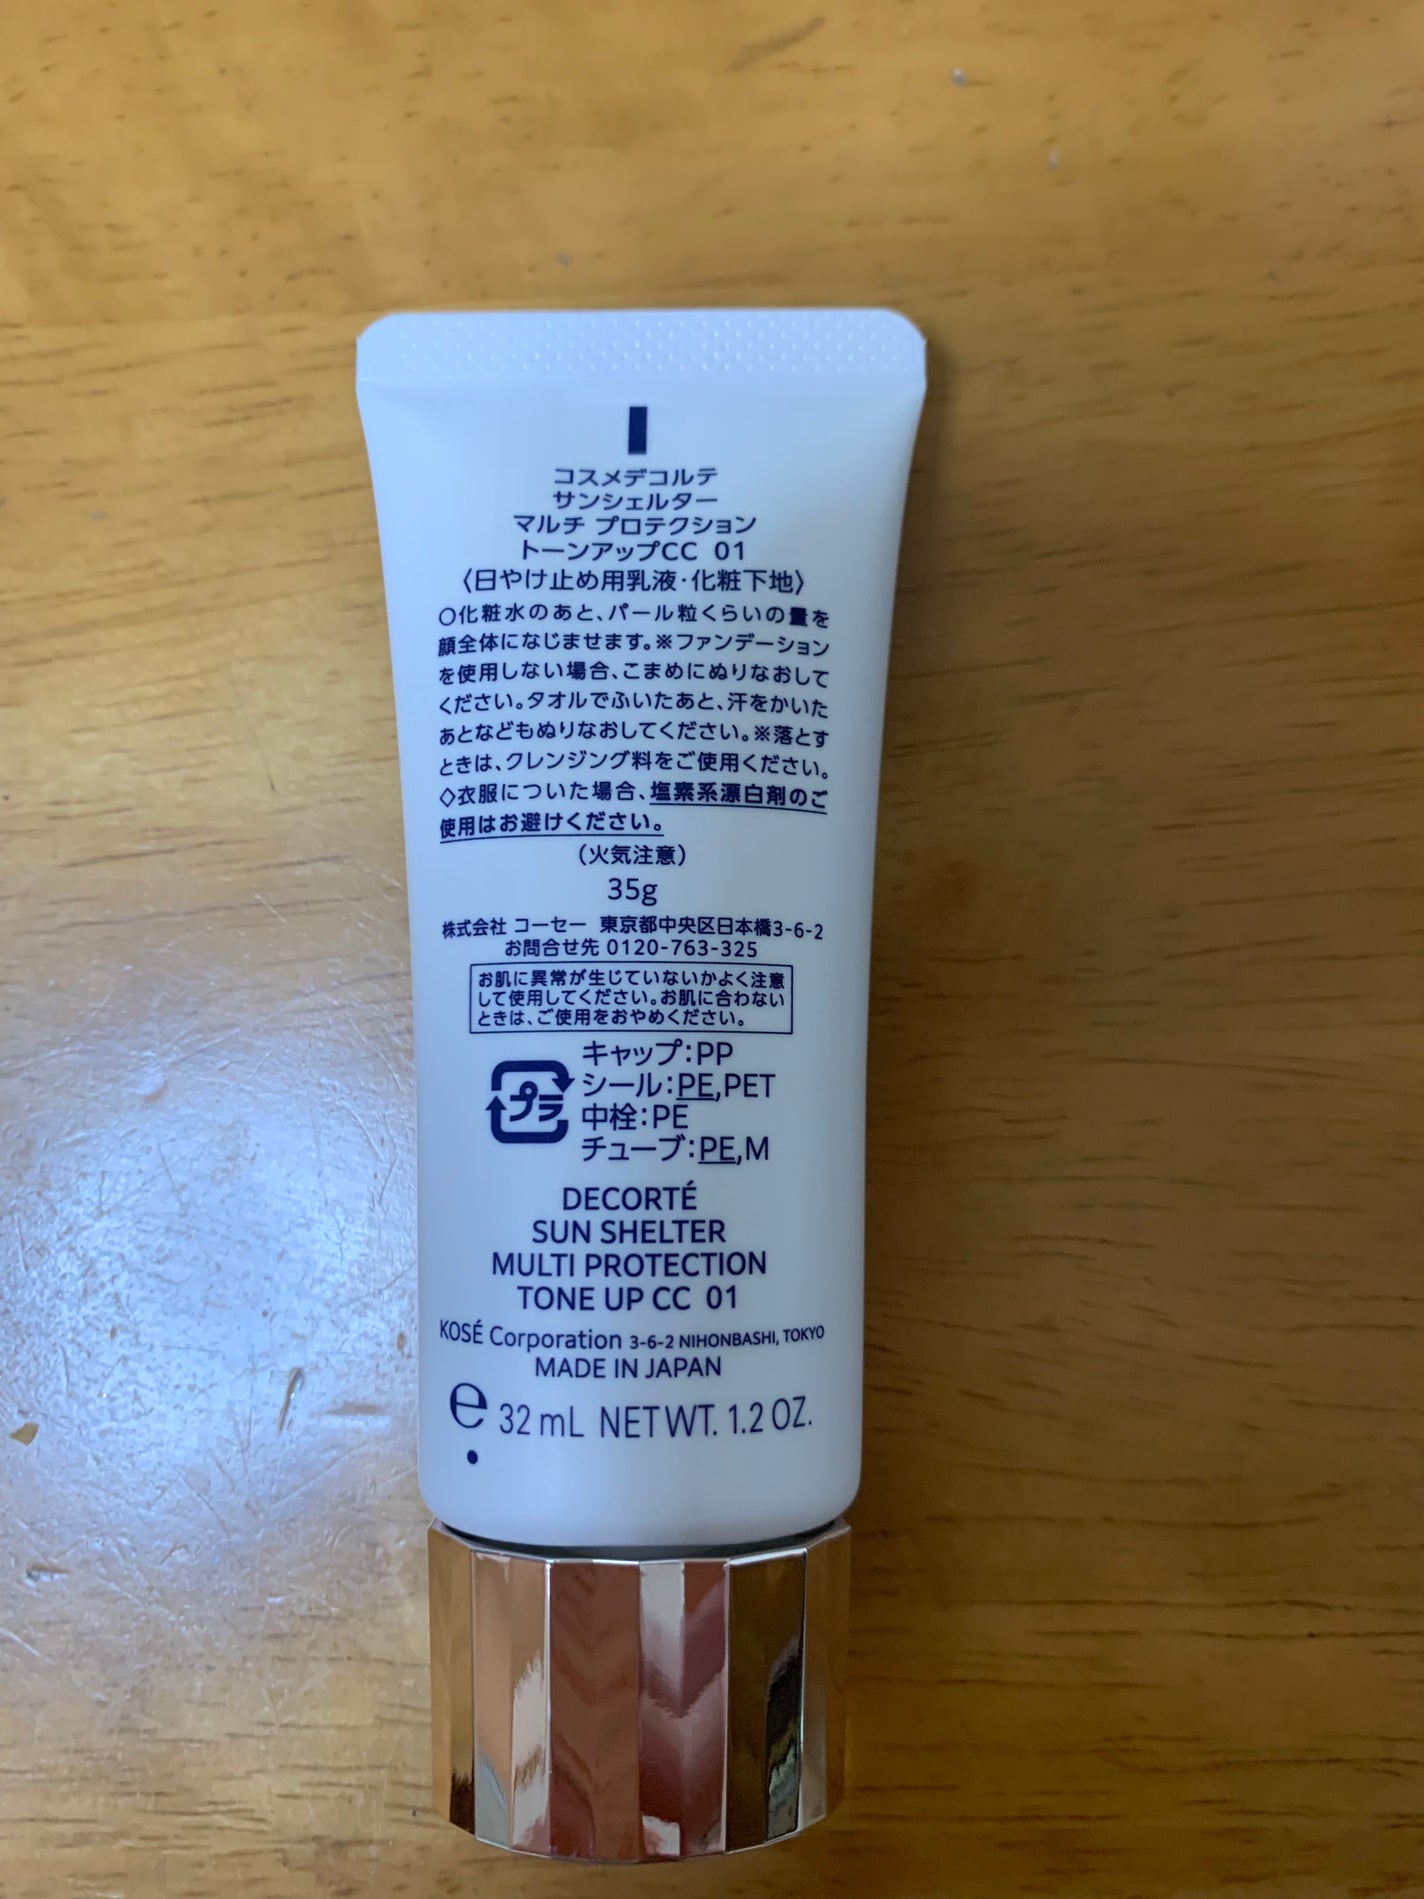 コスメデコルテ
サンシェルター
マルチ プロテクション
トーンアップCC 01
〈日やけ止め用乳液・化粧下地〉
○化粧水のあと、パール粒くらいの量を
顔全体になじませます。※ファンデーション
を使用しない場合、こまめにぬりなおして
ください。タオルでふいたあと、汗をかいた
あとなどもぬりなおしてください。※落とす
ときは、クレンジング料をご使用ください。
◇衣服についた場合、塩素系漂白剤のご
使用はお避けください。
(火気注意)
35g
株式会社 コーセー 東京都中央区日本橋3-6-2
お問合せ先 0120-763-325
お肌に異常が生じていないかよく注意
して使用してください。お肌に合わない
ときは、ご使用をおやめください。
プラ
キャップ:PP
シール:PE,PET
中栓:PE
チューブ:PE,M
DECORTÉ
SUN SHELTER
MULTI PROTECTION
TONE UP CC 01
KOSÉ Corporation 3-6-2 NIHONBASHI, TOKYO
MADE IN JAPAN
e 32 mL NET WT. 1.2 OZ.